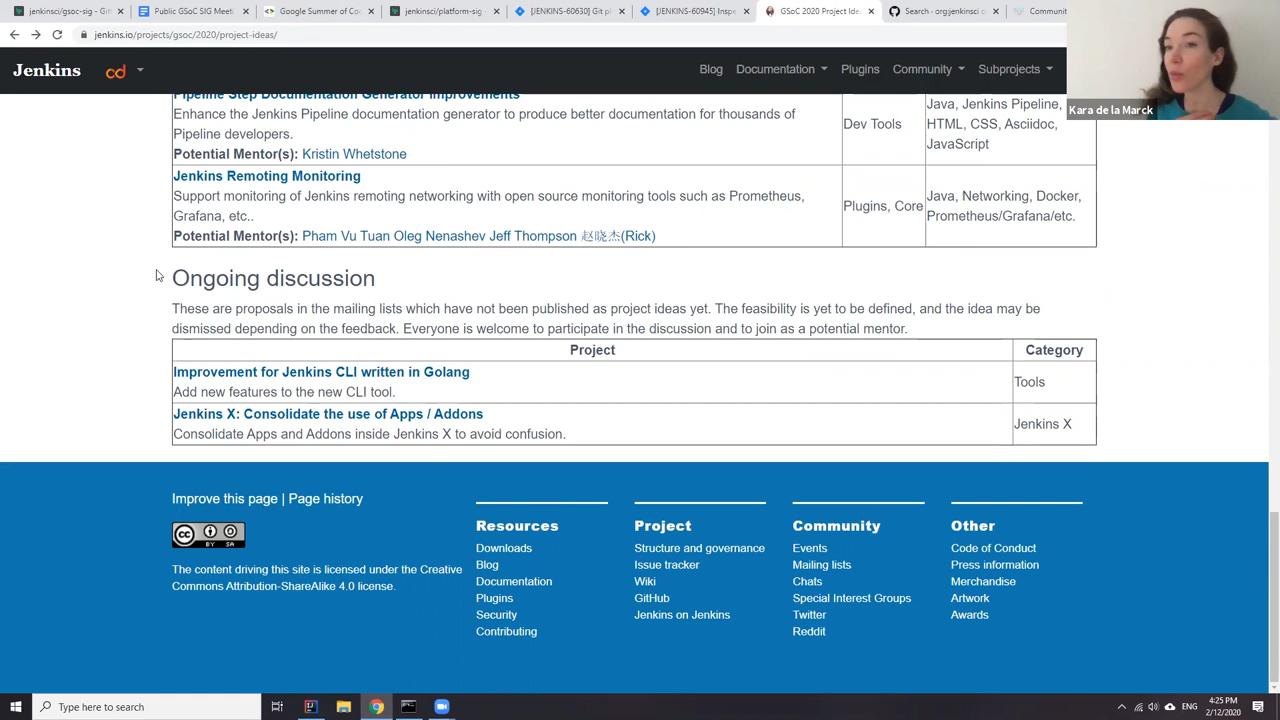 jenkinsci/gsoc-sig - Git
Public GSoC SIG Meetin
Google Summer of Co
jenkinsci/platform-sig -
[JENKINS-60630] Git pl
[JENKINS-60945] Inspe
GSoC 2020 Project Idea
Search · orgjenkinsci o
Communi
jenkins.io/projects/gsoc/2020/project-ideas/
Jenkins
cd
Blog
Documentation
Plugins
Community
Subprojects
Kara de la Marck
Pipeline Step Documentation Generator Improvements
Enhance the Jenkins Pipeline documentation generator to produce better documentation for thousands of
Pipeline developers.
Potential Mentor(s): Kristin Whetstone
Dev Tools
Java, Jenkins Pipeline,
HTML, CSS, Asciidoc,
JavaScript
Jenkins Remoting Monitoring
Support monitoring of Jenkins remoting networking with open source monitoring tools such as Prometheus,
Grafana, etc..
Potential Mentor(s): Pham Vu Tuan Oleg Nenashev Jeff Thompson 赵晓杰(Rick)
Plugins, Core
Java, Networking, Docker,
Prometheus/Grafana/etc.
Ongoing discussion
These are proposals in the mailing lists which have not been published as project ideas yet. The feasibility is yet to be defined, and the idea may be
dismissed depending on the feedback. Everyone is welcome to participate in the discussion and to join as a potential mentor.
Project
Category
Improvement for Jenkins CLI written in Golang
Add new features to the new CLI tool.
Tools
Jenkins X: Consolidate the use of Apps / Addons
Consolidate Apps and Addons inside Jenkins X to avoid confusion.
Jenkins X
Improve this page | Page history
CC BY SA
The content driving this site is licensed under the Creative
Commons Attribution-ShareAlike 4.0 license.
Resources
Downloads
Blog
Documentation
Plugins
Security
Contributing
Project
Structure and governance
Issue tracker
Wiki
GitHub
Jenkins on Jenkins
Community
Events
Mailing lists
Chats
Special Interest Groups
Twitter
Reddit
Other
Code of Conduct
Press information
Merchandise
Artwork
Awards
Type here to search
ENG
4:25 PM
2/12/2020